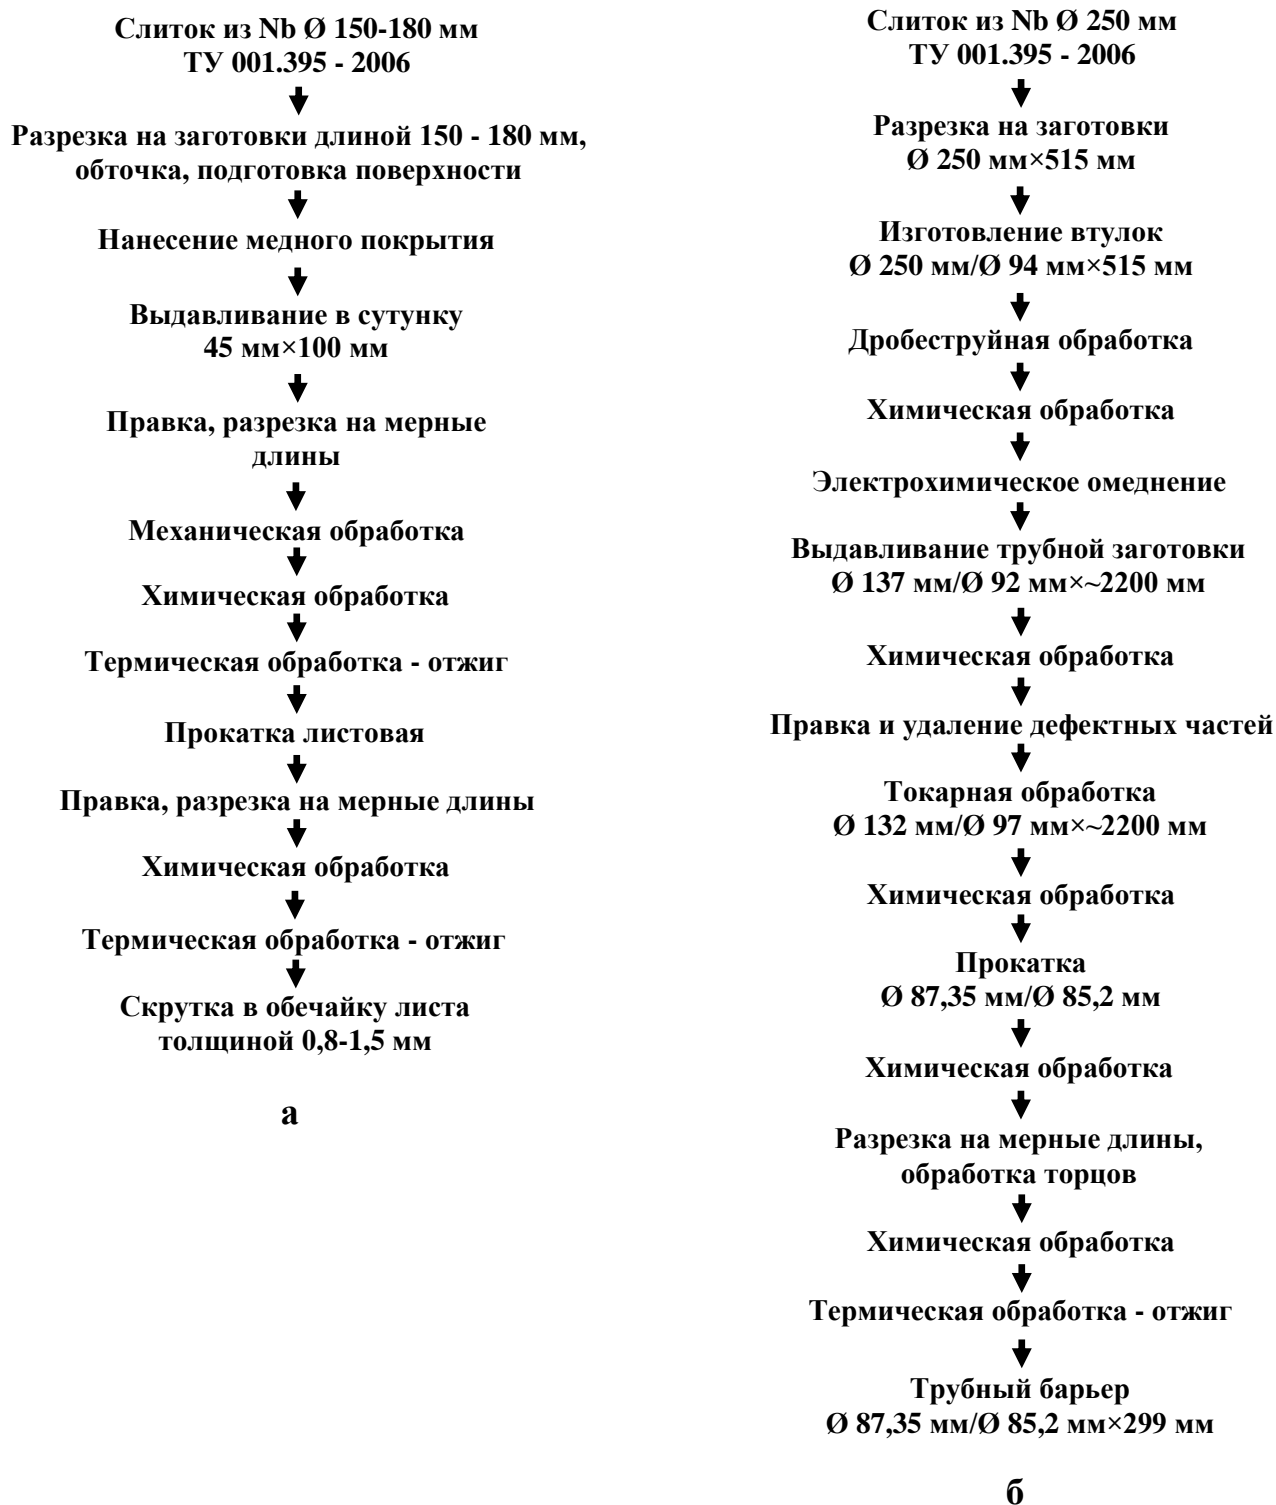 Слиток из Nb Ø 150-180 мм
ТУ 001.395 - 2006
Разрезка на заготовки длиной 150 - 180 мм,
обточка, подготовка поверхности
Нанесение медного покрытия
Выдавливание в сутунку
45 мм×100 мм
Правка, разрезка на мерные
длины
Механическая обработка
Химическая обработка
Термическая обработка - отжиг
Прокатка листовая
Правка, разрезка на мерные длины
Химическая обработка
Термическая обработка - отжиг
Скрутка в обечайку листа
толщиной 0,8-1,5 мм
а
Слиток из Nb Ø 250 мм
ТУ 001.395 - 2006
Разрезка на заготовки
Ø 250 мм×515 мм
Изготовление втулок
Ø 250 мм/Ø 94 мм×515 мм
Дробеструйная обработка
Химическая обработка
Электрохимическое омеднение
Выдавливание трубной заготовки
Ø 137 мм/Ø 92 мм×~2200 мм
Химическая обработка
Правка и удаление дефектных частей
Токарная обработка
Ø 132 мм/Ø 97 мм×~2200 мм
Химическая обработка
Прокатка
Ø 87,35 мм/Ø 85,2 мм
Химическая обработка
Разрезка на мерные длины,
обработка торцов
Химическая обработка
Термическая обработка - отжиг
Трубный барьер
Ø 87,35 мм/Ø 85,2 мм×299 мм
б